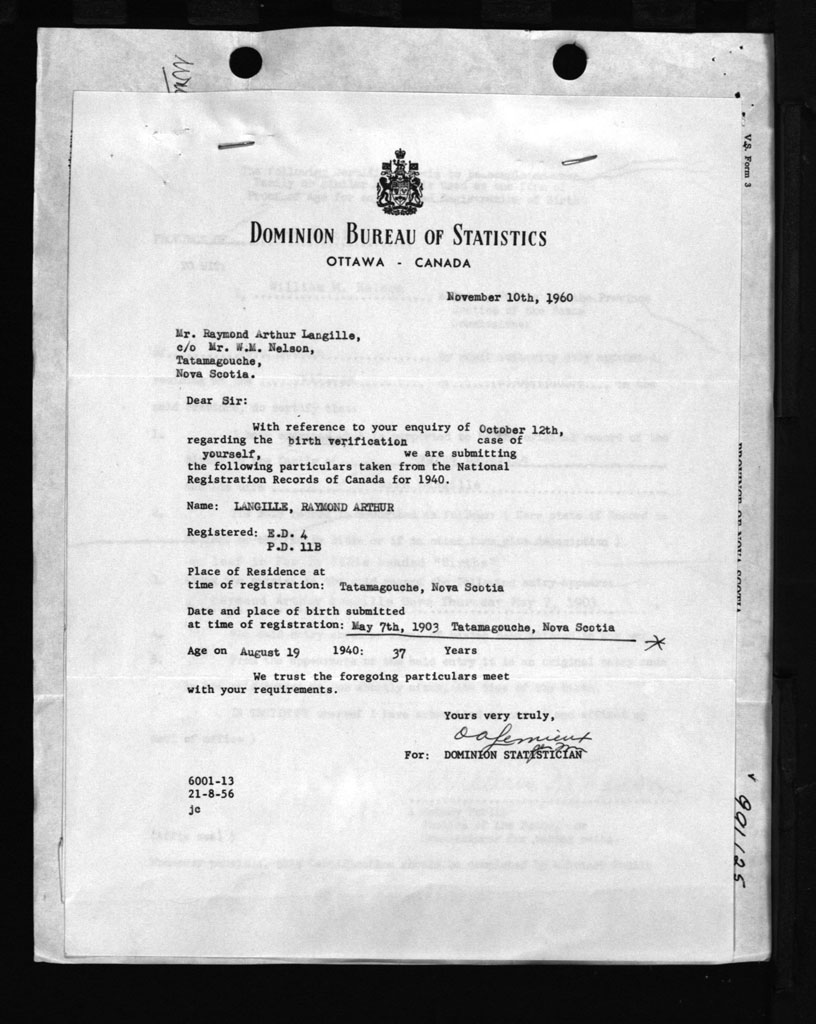 DOMINION BUREAU OF STATISTICS
OTTAWA - CANADA
November 10th, 1960
Mr. Raymond Arthur Langille,
c/o Mr. W.M. Nelson,
Tatamagouche,
Nova Scotia.
Dear Sir:
With reference to your enquiry of October 12th,
regarding the birth verification case of
yourself, we are submitting
the following particulars taken from the National
Registration Records of Canada for 1940.
Name: LANGILLE, RAYMOND ARTHUR
Registered: E.D. 4
P.D. 11B
Place of Residence at
time of registration: Tatamagouche, Nova Scotia
Date and place of birth submitted
at time of registration: May 7th, 1903 Tatamagouche, Nova Scotia
Age on August 19 1940: 37 Years
We trust the foregoing particulars meet
with your requirements.
Yours very truly,
For: DOMINION STATISTICIAN
6001-13
21-8-56
jc
V.S. Form 3
PROVINCE OF NOVA SCOTIA
901125